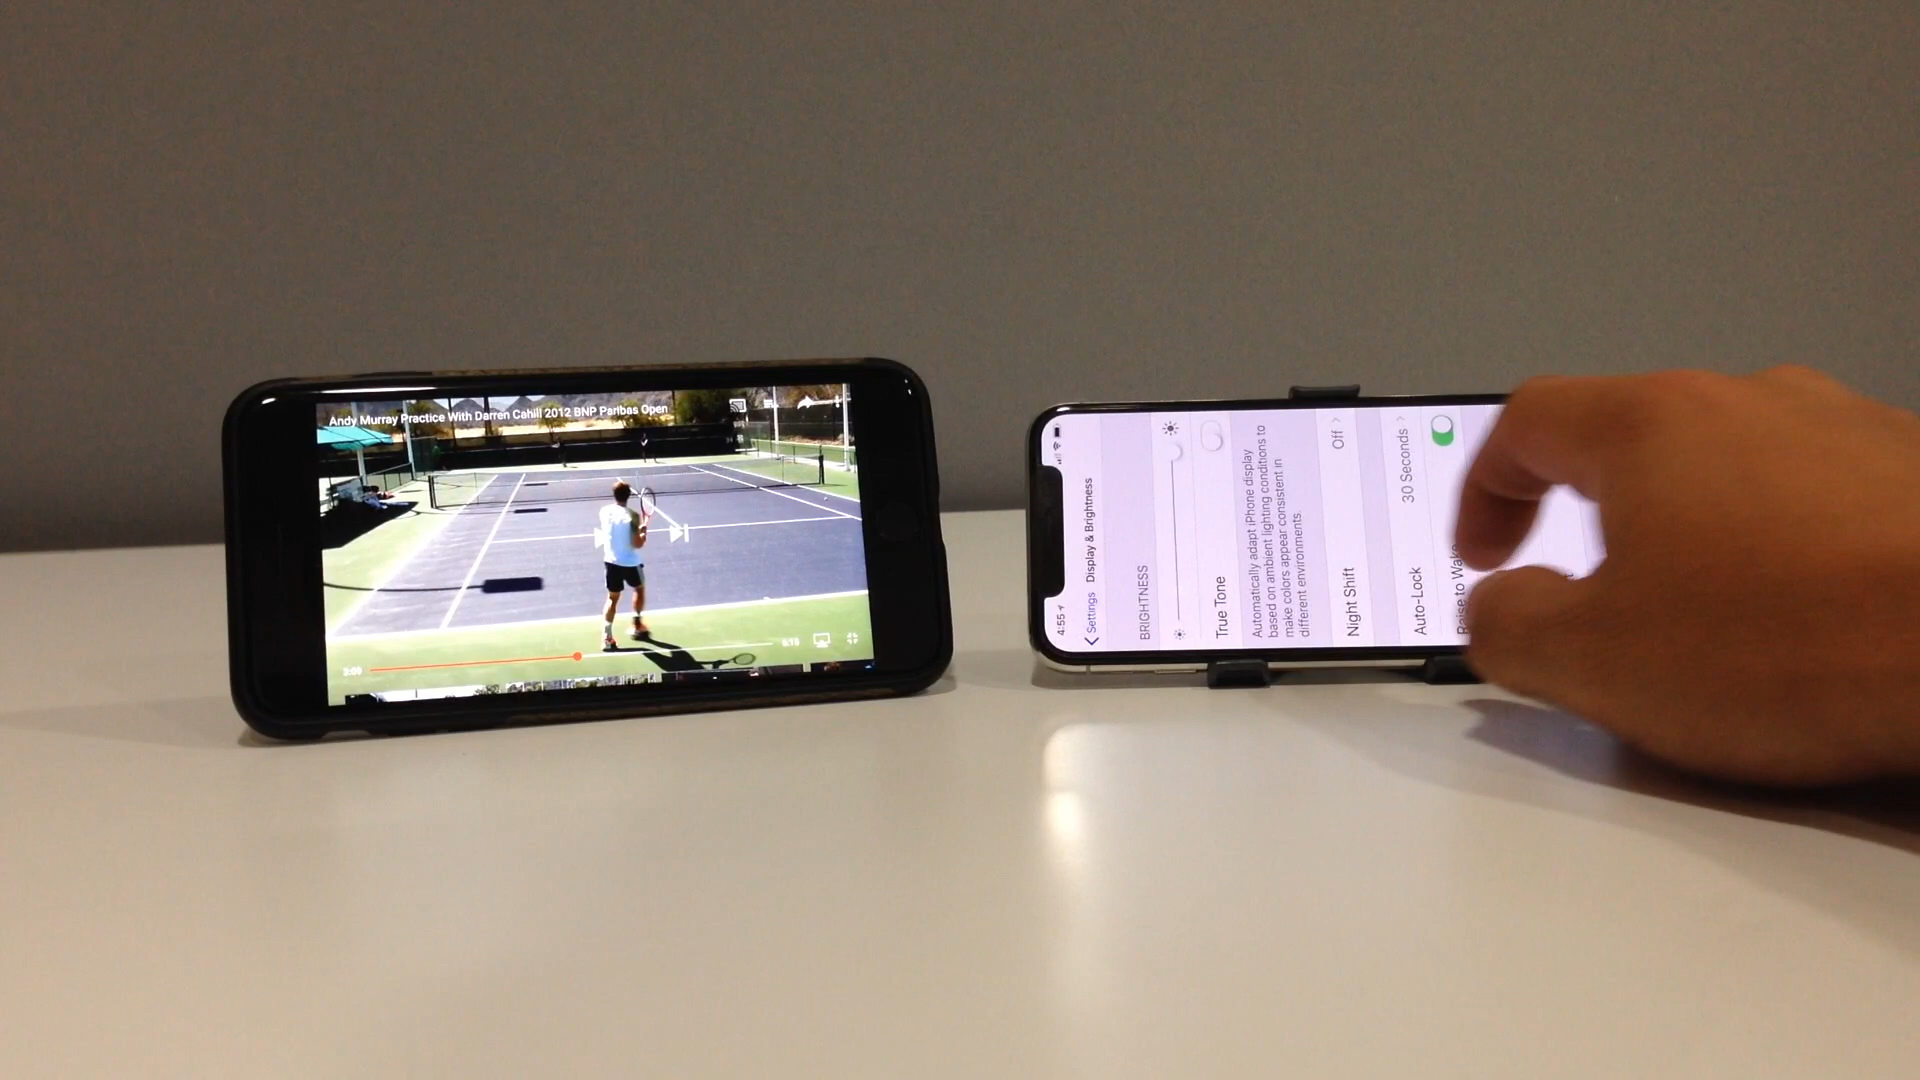 Andy Murray Practice With Darren Cahill 2012 BNP Paribas Open
3:09
4:55
Settings
Display & Brightness
BRIGHTNESS
True Tone
Automatically adapt iPhone display
based on ambient lighting conditions to
make colors appear consistent in
different environments.
Night Shift
Off
Auto-Lock
30 Seconds
Raise to Wake